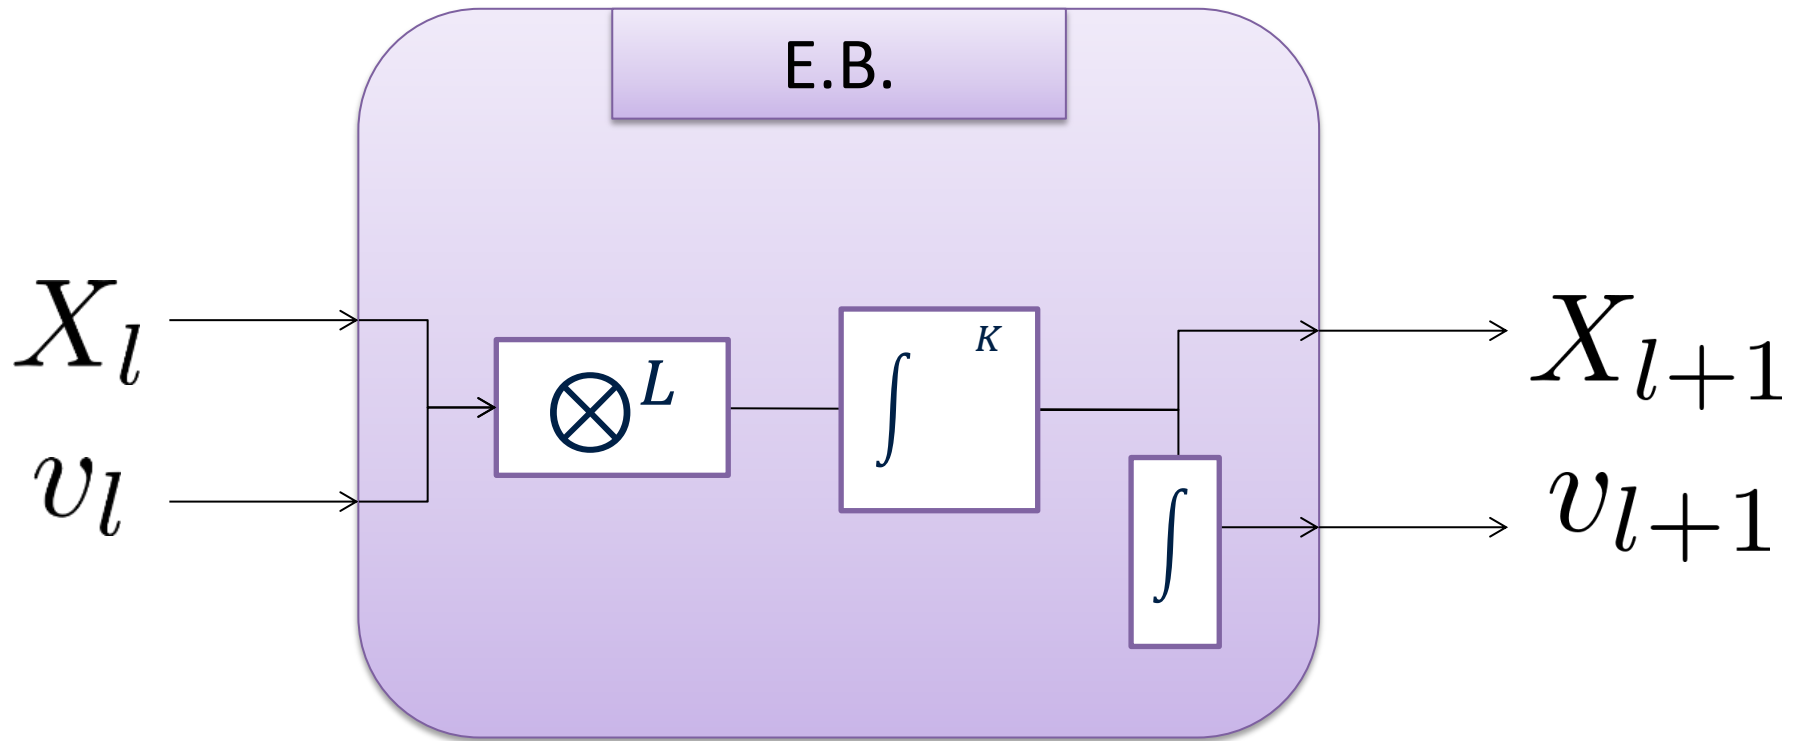 E.B.
X_l
v_l
⊗^L
∫^K
∫
X_{l+1}
v_{l+1}